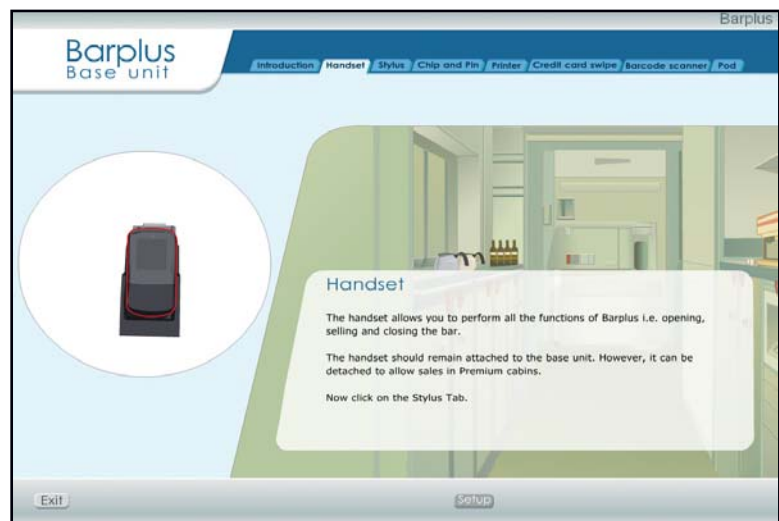 Barplus
Barplus
Base unit
Introduction Handset Stylus Chip and Pin Printer Credit card swipe Barcode scanner Pod
Handset
The handset allows you to perform all the functions of Barplus i.e. opening,
selling and closing the bar.
The handset should remain attached to the base unit. However, it can be
detached to allow sales in Premium cabins.
Now click on the Stylus Tab.
Exit
Setup